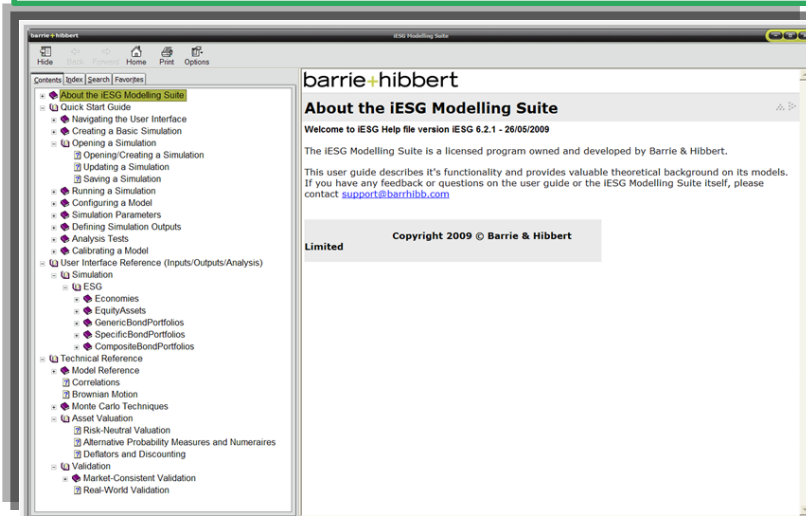 barrie+hibbert
iESG Modelling Suite
Hide Back Forward Home Print Options
Contents Index Search Favorites
About the iESG Modelling Suite
Quick Start Guide
Navigating the User Interface
Creating a Basic Simulation
Opening a Simulation
Opening/Creating a Simulation
Updating a Simulation
Saving a Simulation
Running a Simulation
Configuring a Model
Simulation Parameters
Defining Simulation Outputs
Analysis Tests
Calibrating a Model
User Interface Reference (Inputs/Outputs/Analysis)
Simulation
ESG
Economies
EquityAssets
GenericBondPortfolios
SpecificBondPortfolios
CompositeBondPortfolios
Technical Reference
Model Reference
Correlations
Brownian Motion
Monte Carlo Techniques
Asset Valuation
Risk-Neutral Valuation
Alternative Probability Measures and Numeraires
Deflators and Discounting
Validation
Market-Consistent Validation
Real-World Validation
barrie+hibbert
About the iESG Modelling Suite
Welcome to iESG Help file version iESG 6.2.1 - 26/05/2009
The iESG Modelling Suite is a licensed program owned and developed by Barrie & Hibbert.
This user guide describes it's functionality and provides valuable theoretical background on its models.
If you have any feedback or questions on the user guide or the iESG Modelling Suite itself, please
contact support@barrhibb.com
Copyright 2009 © Barrie & Hibbert
Limited